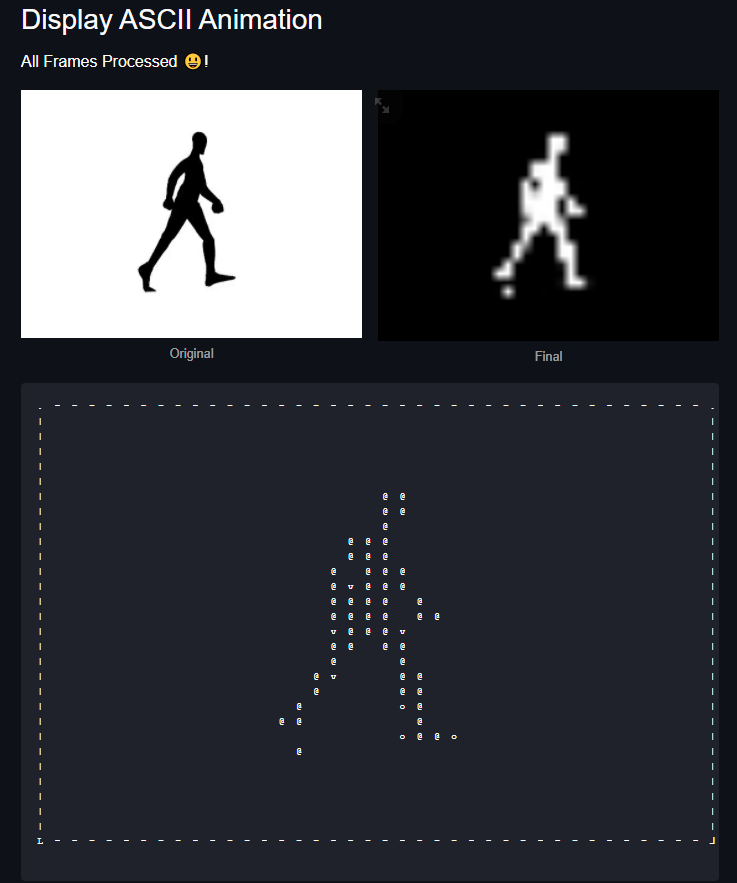 Display ASCII Animation
All Frames Processed 😃!
Original
Final
@ @
@ @
@
@ @ @
@ @ @
@ @ @ @
@ v @ @ @
@ @ @ @ @
@ @ @ @ @ @
v @ @ @ v
@ @ @ @
@ @
@ v @ @
@ @ @
@ o @
@ @ @
o @ @ o
@